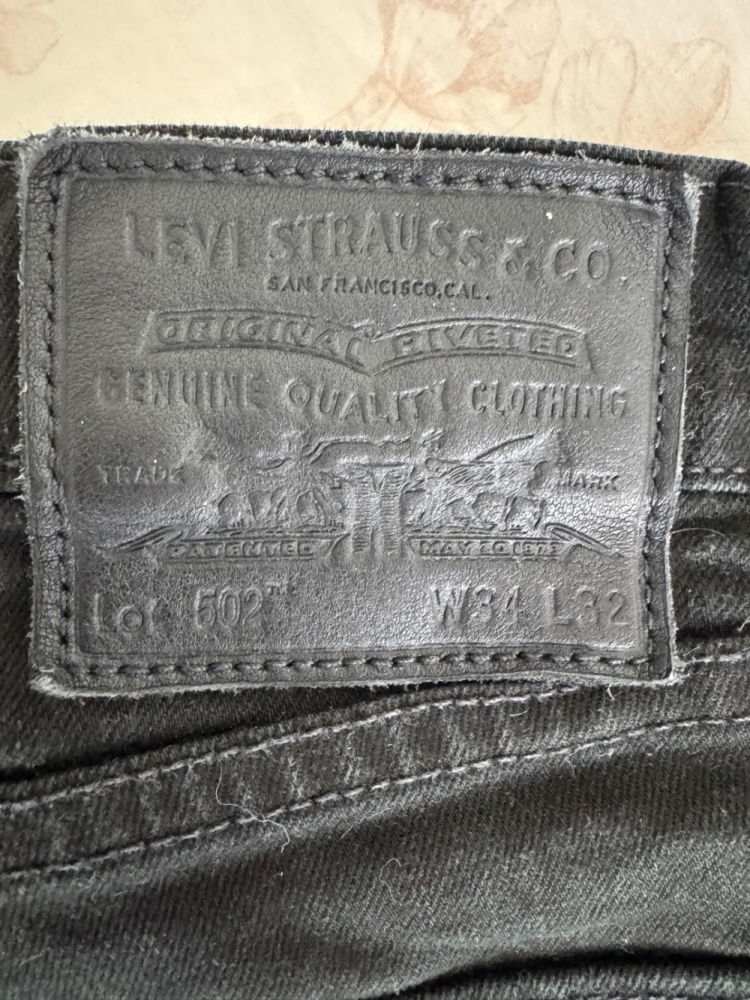 LEVI STRAUSS & CO.
SAN FRANCISCO, CAL.
ORIGINAL RIVETED
GENUINE QUALITY CLOTHING
TRADE MARK
PATENTED MAY 20 1873
Lot 502™ W34 L32